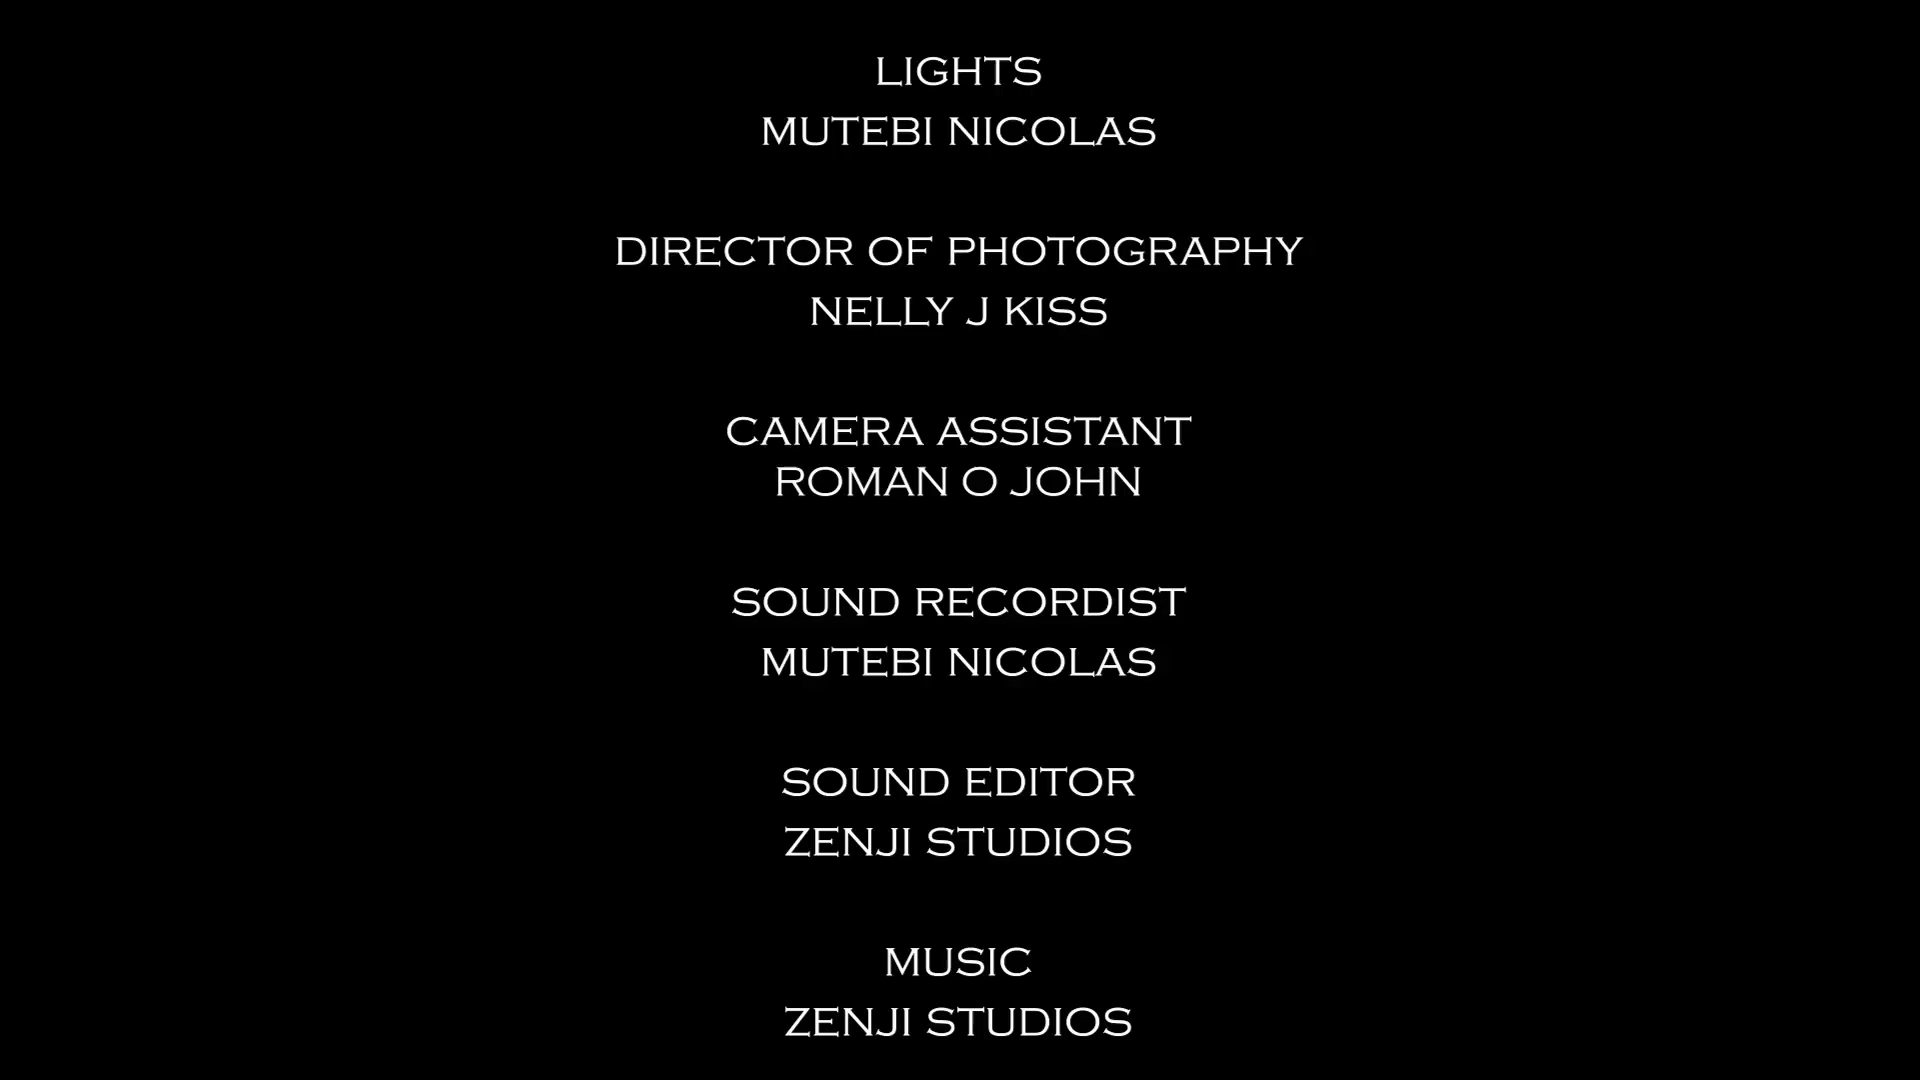 LIGHTS
MUTEBI NICOLAS
DIRECTOR OF PHOTOGRAPHY
NELLY J KISS
CAMERA ASSISTANT
ROMAN O JOHN
SOUND RECORDIST
MUTEBI NICOLAS
SOUND EDITOR
ZENJI STUDIOS
MUSIC
ZENJI STUDIOS